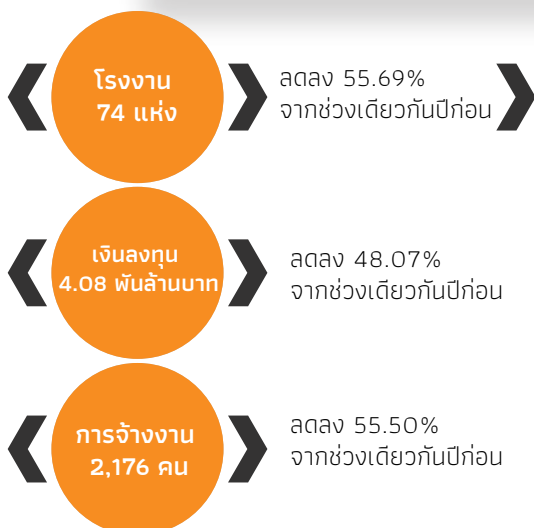 โรงงาน
74 แห่ง
ลดลง 55.69%
จากช่วงเดียวกันปีก่อน
เงินลงทุน
4.08 พันล้านบาท
ลดลง 48.07%
จากช่วงเดียวกันปีก่อน
การจ้างงาน
2,176 คน
ลดลง 55.50%
จากช่วงเดียวกันปีก่อน